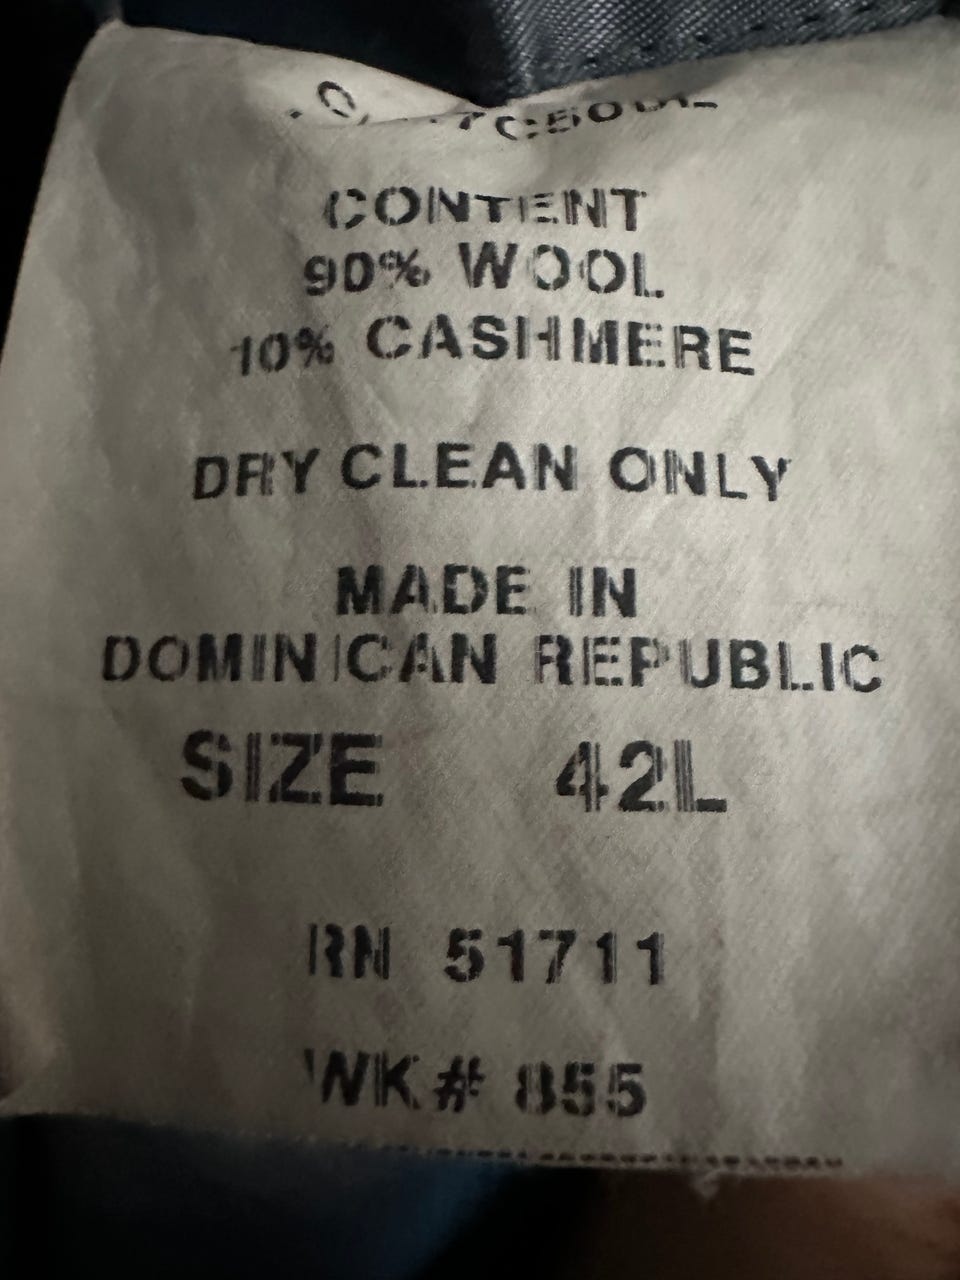 CONTENT
90% WOOL
10% CASHMERE
DRY CLEAN ONLY
MADE IN
DOMINICAN REPUBLIC
SIZE 42L
RN 51711
WK# 855